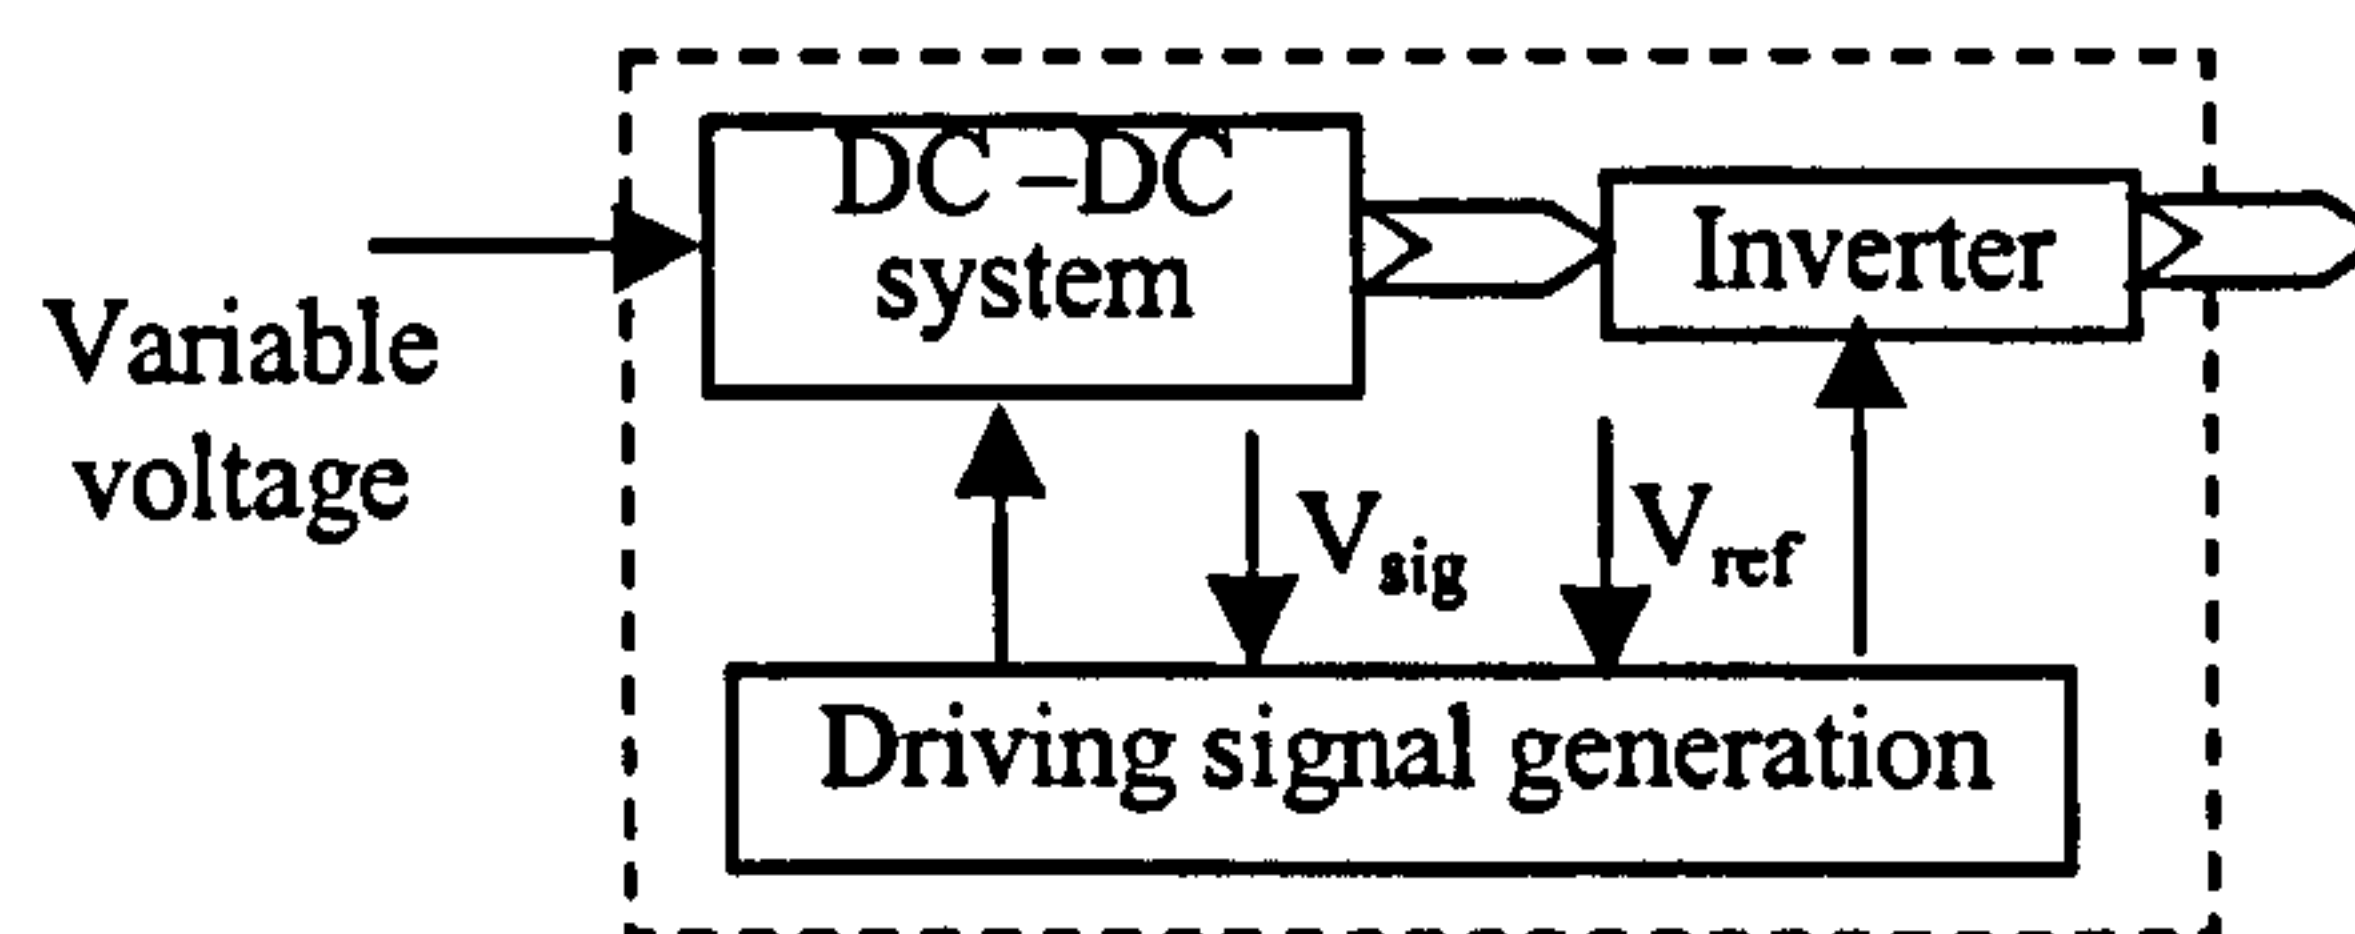 DC –DC
system
Inverter
Variable
voltage
Vsig
Vref
Driving signal generation